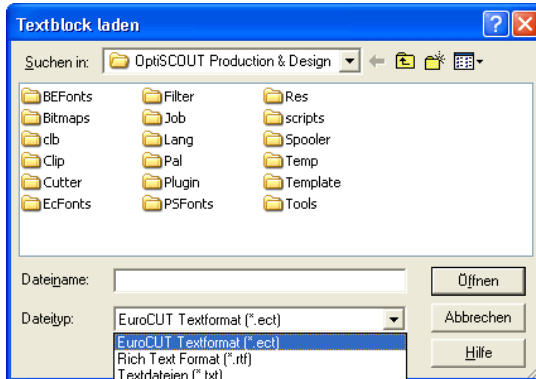 Textblock laden
Suchen in: OptiSCOUT Production & Design
BEFonts Filter Res
Bitmaps Job scripts
clb Lang Spooler
Clip Pal Temp
Cutter Plugin Template
EcFonts PSFonts Tools
Dateiname: Öffnen
Dateityp: EuroCUT Textformat (*.ect) Abbrechen
EuroCUT Textformat (*.ect)
Rich Text Format (*.rtf) Hilfe
Textdateien (*.txt)